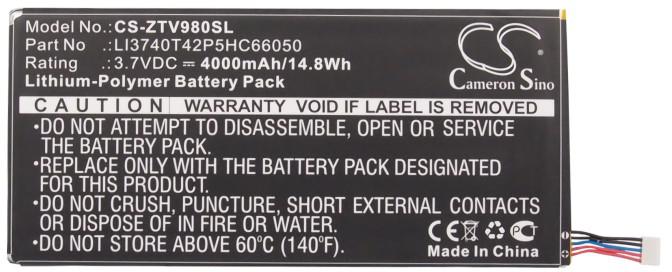 Model No.: CS-ZTV980SL
Part No : LI3740T42P5HC66050
Rating : 3.7VDC ⎓ 4000mAh/14.8Wh
Lithium-Polymer Battery Pack
CS
Cameron Sino
CAUTION: WARRANTY VOID IF LABEL IS REMOVED
•DO NOT ATTEMPT TO DISASSEMBLE, OPEN OR SERVICE
THE BATTERY PACK.
•REPLACE ONLY WITH THE BATTERY PACK DESIGNATED
FOR THIS PRODUCT.
•DO NOT CRUSH, PUNCTURE, SHORT EXTERNAL CONTACTS
OR DISPOSE OF IN FIRE OR WATER.
•DO NOT STORE ABOVE 60°C (140°F).
CE
Made In China